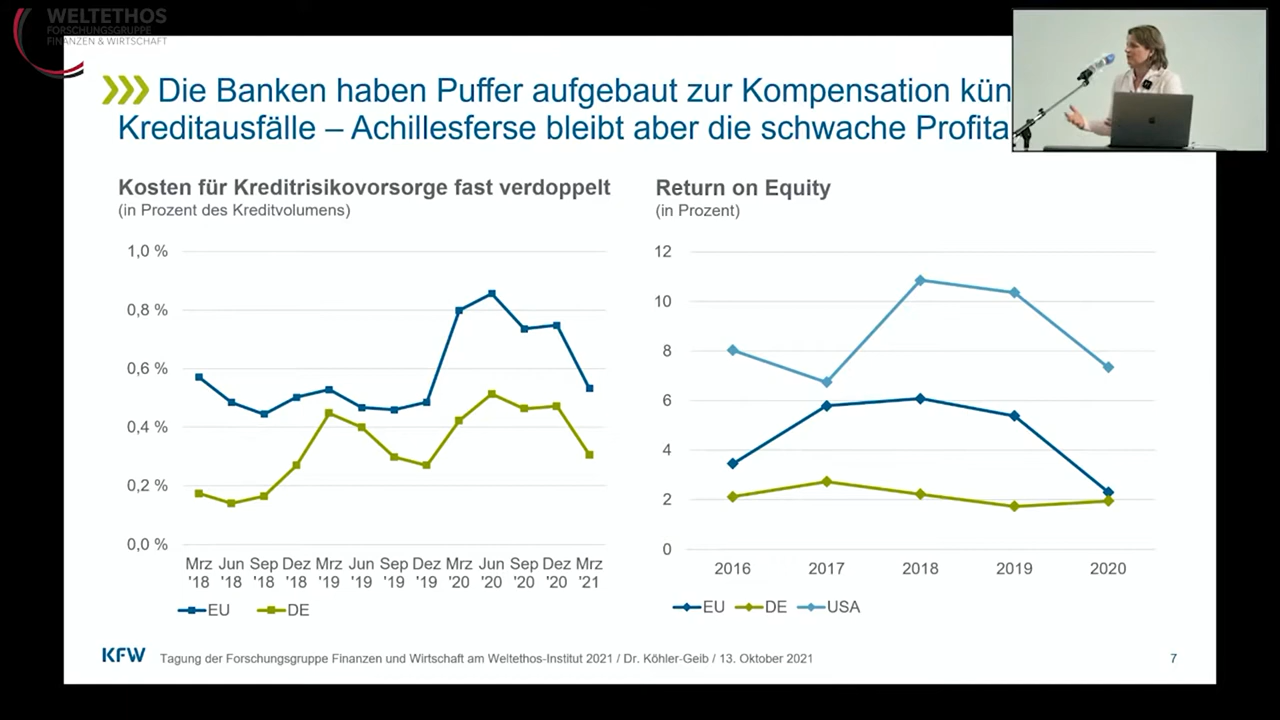 WELTETHOS
FORSCHUNGSGRUPPE
FINANZEN & WIRTSCHAFT
Die Banken haben Puffer aufgebaut zur Kompensation
Kreditausfälle – Achillesferse bleibt aber die schwache
Kosten für Kreditrisikovorsorge fast verdoppelt
(in Prozent des Kreditvolumens)
1,0 %
0,8 %
0,6 %
0,4 %
0,2 %
0,0 %
Mrz Jun Sep Dez Mrz Jun Sep Dez Mrz Jun Sep Dez Mrz
'18 '18 '18 '18 '19 '19 '19 '19 '20 '20 '20 '20 '21
EU DE
Return on Equity
(in Prozent)
12
10
8
6
4
2
0
2016 2017 2018 2019 2020
EU DE USA
KFW Tagung der Forschungsgruppe Finanzen und Wirtschaft am Weltethos-Institut 2021 / Dr. Köhler-Geib / 13. Oktober 2021 7